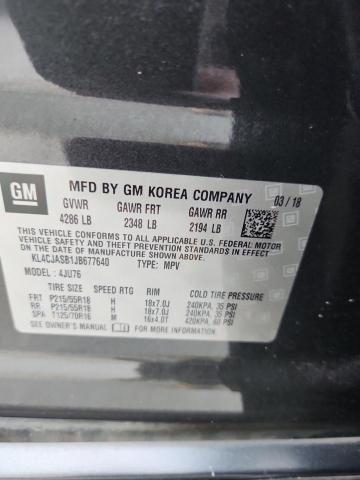 GM
MFD BY GM KOREA COMPANY 03 / 18
GVWR GAWR FRT GAWR RR
4286 LB 2348 LB 2194 LB
THIS VEHICLE CONFORMS TO ALL APPLICABLE U.S. FEDERAL MOTOR
VEHICLE SAFETY, BUMPER, AND THEFT PREVENTION STANDARDS IN
EFFECT ON THE DATE OF MANUFACTURE SHOWN ABOVE.
KL4CJASB1JB677640 TYPE: MPV
MODEL : 4JU76
TIRE SIZE SPEED RTG RIM COLD TIRE PRESSURE
FRT P215/55R18 H 18x7.0J 240KPA, 35 PSI
RR P215/55R18 H 18x7.0J 240KPA, 35 PSI
SPA T125/70R16 M 16x4.0T 420KPA, 60 PSI
SEE OWNER'S MANUAL FOR ADDITIONAL INFORMATION.